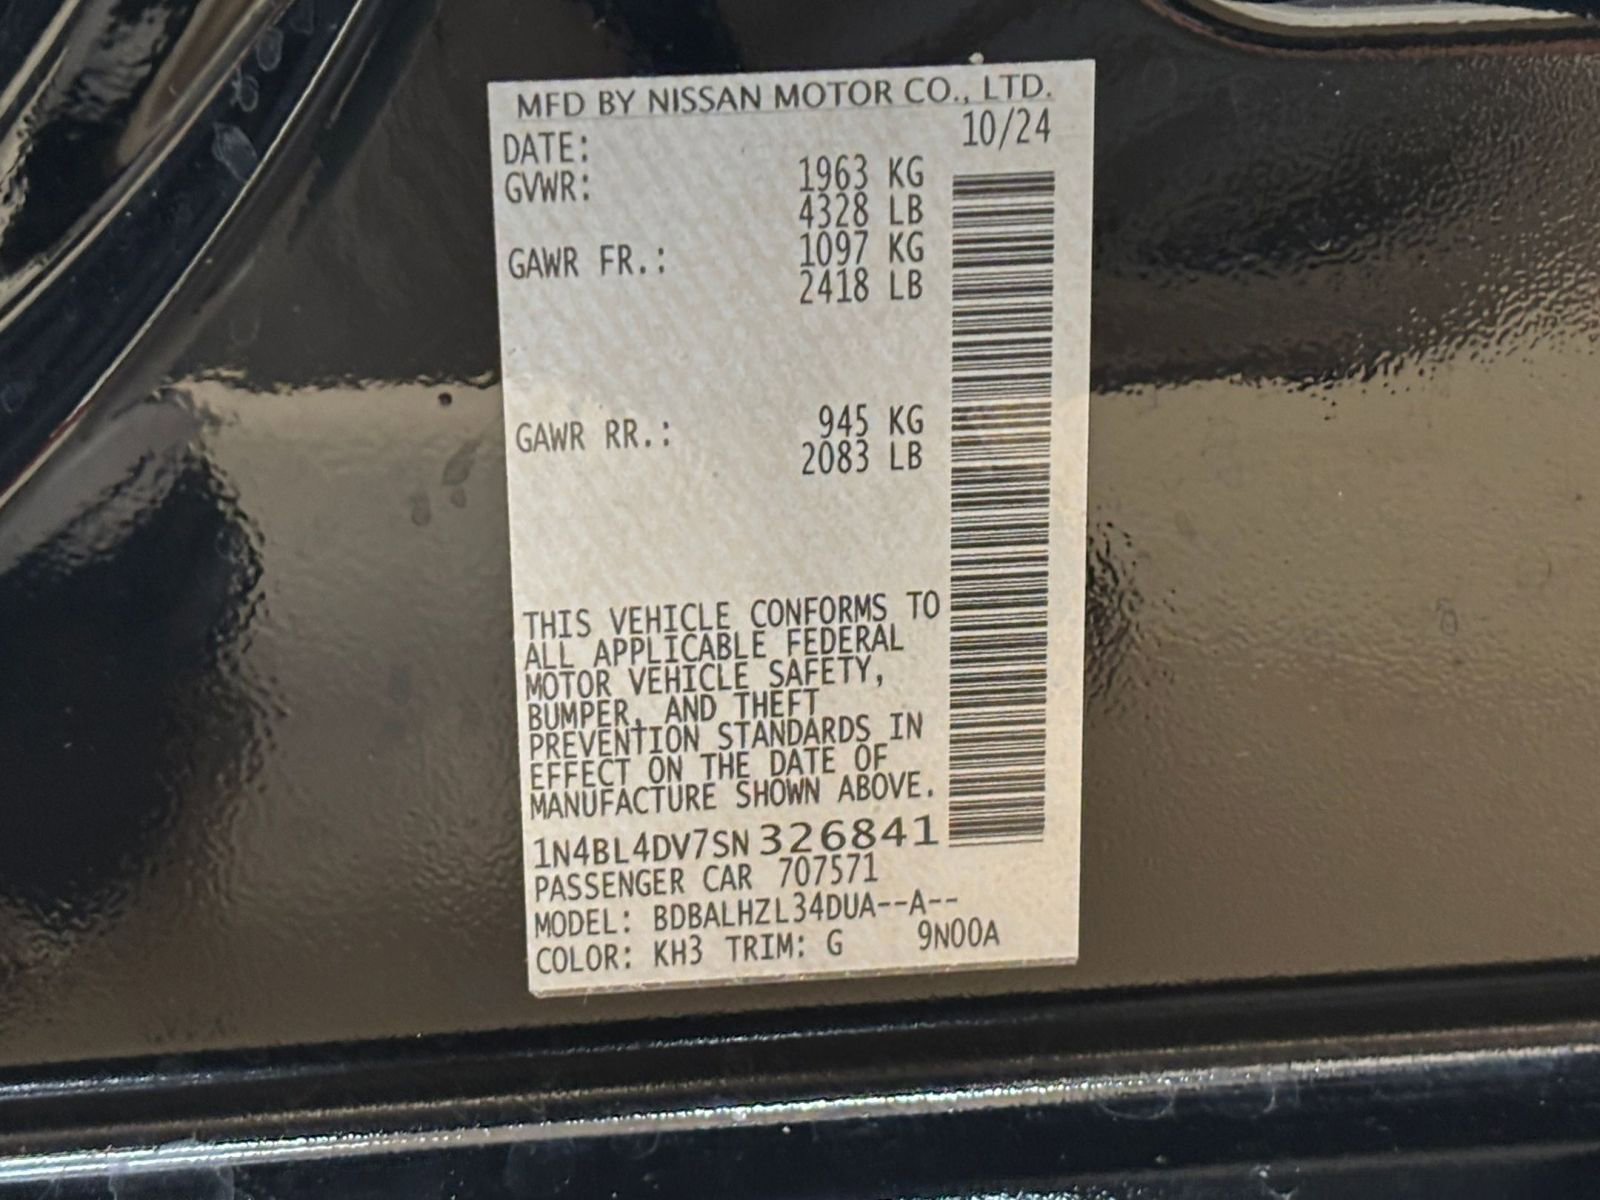 MFD BY NISSAN MOTOR CO., LTD.
DATE: 10/24
GVWR: 1963 KG
4328 LB
GAWR FR.: 1097 KG
2418 LB
GAWR RR.: 945 KG
2083 LB
THIS VEHICLE CONFORMS TO
ALL APPLICABLE FEDERAL
MOTOR VEHICLE SAFETY,
BUMPER, AND THEFT
PREVENTION STANDARDS IN
EFFECT ON THE DATE OF
MANUFACTURE SHOWN ABOVE.
1N4BL4DV7SN326841
PASSENGER CAR 707571
MODEL: BDBALHZL34DUA--A--
COLOR: KH3 TRIM: G 9N00A